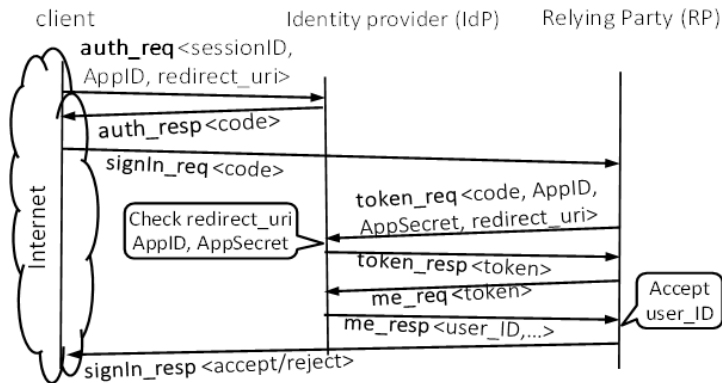 client
Identity provider (IdP)
Relying Party (RP)
auth_req<sessionID,
AppID, redirect_uri>
auth_resp<code>
signIn_req<code>
token_req<code, AppID,
AppSecret, redirect_uri>
Check redirect_uri
AppID, AppSecret
token_resp<token>
me_req<token>
Accept
user_ID
me_resp<user_ID,...>
signIn_resp<accept/reject>
Internet